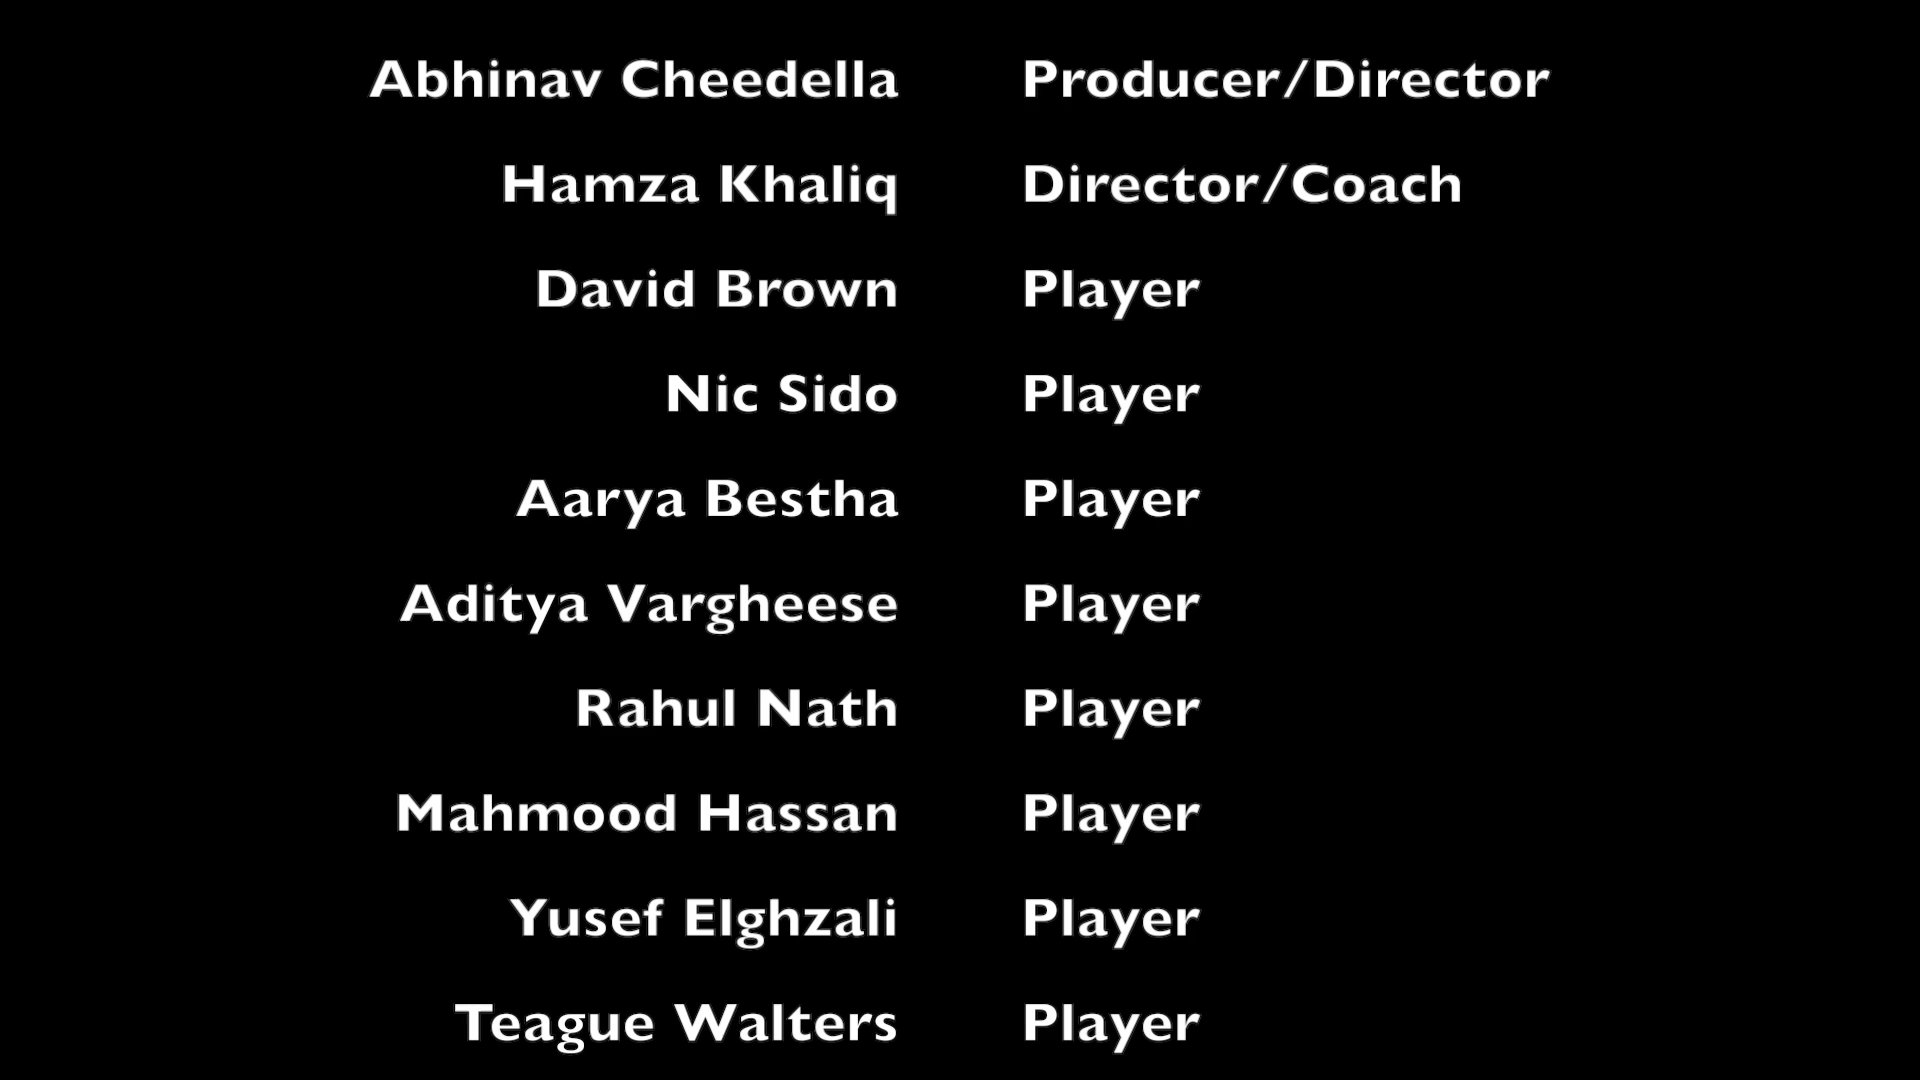 Abhinav Cheedella Producer/Director
Hamza Khaliq Director/Coach
David Brown Player
Nic Sido Player
Aarya Bestha Player
Aditya Vargheese Player
Rahul Nath Player
Mahmood Hassan Player
Yusef Elghzali Player
Teague Walters Player